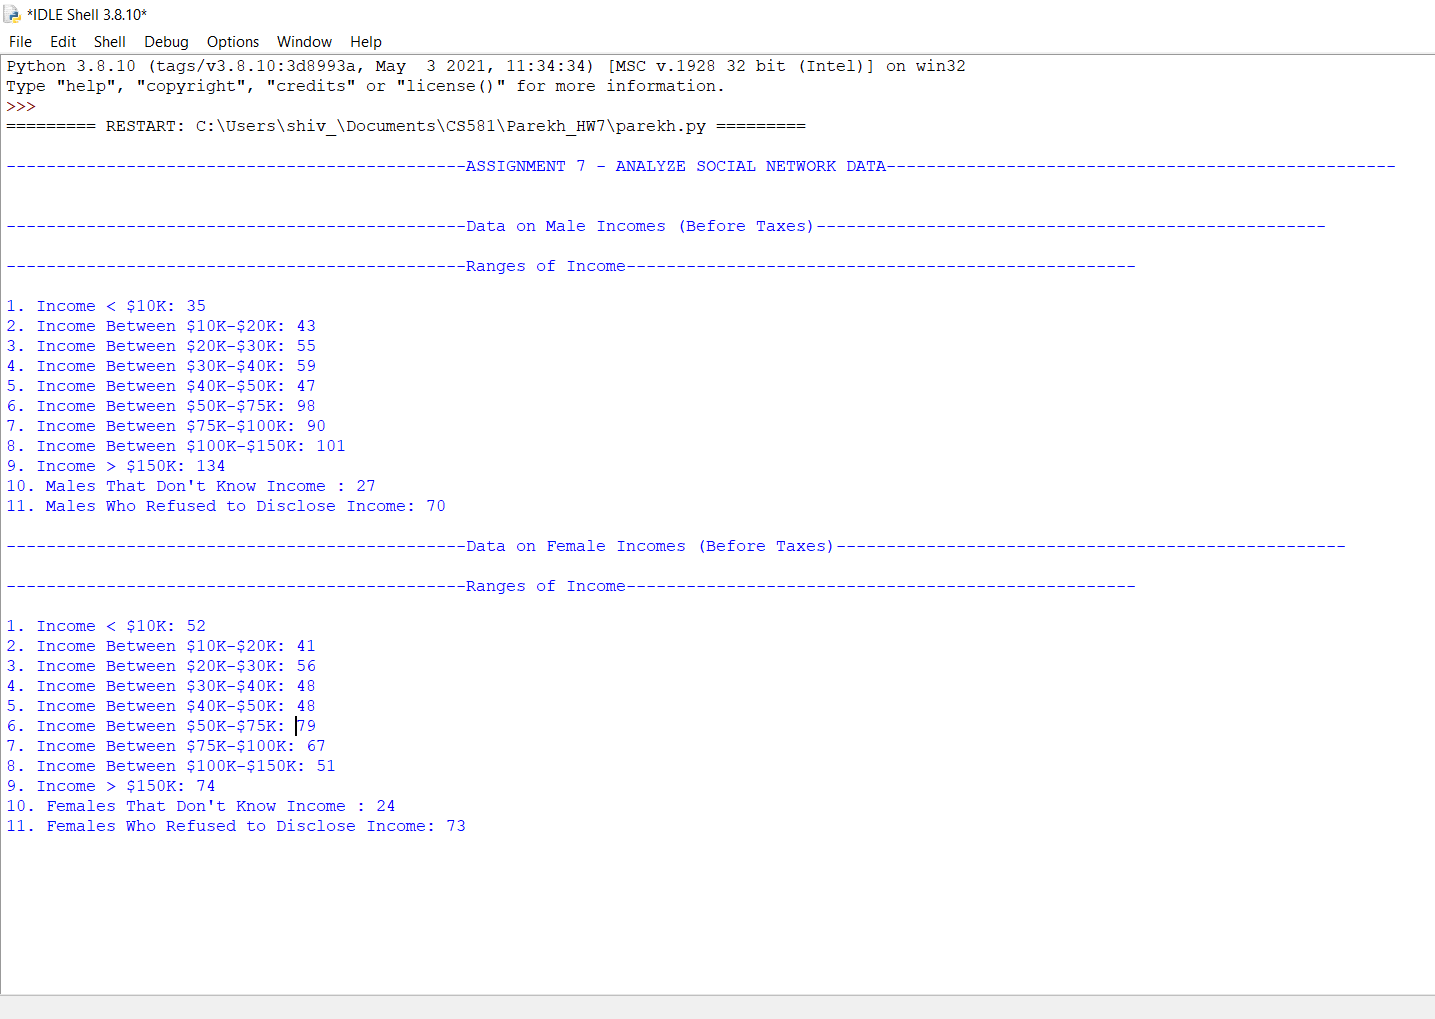 *IDLE Shell 3.8.10*
File Edit Shell Debug Options Window Help
Python 3.8.10 (tags/v3.8.10:3d8993a, May  3 2021, 11:34:34) [MSC v.1928 32 bit (Intel)] on win32
Type "help", "copyright", "credits" or "license()" for more information.
>>>
========= RESTART: C:\Users\shiv_\Documents\CS581\Parekh_HW7\parekh.py =========
----------------------------------------------ASSIGNMENT 7 - ANALYZE SOCIAL NETWORK DATA---------------------------------------------------
----------------------------------------------Data on Male Incomes (Before Taxes)---------------------------------------------------
----------------------------------------------Ranges of Income---------------------------------------------------
1. Income < $10K: 35
2. Income Between $10K-$20K: 43
3. Income Between $20K-$30K: 55
4. Income Between $30K-$40K: 59
5. Income Between $40K-$50K: 47
6. Income Between $50K-$75K: 98
7. Income Between $75K-$100K: 90
8. Income Between $100K-$150K: 101
9. Income > $150K: 134
10. Males That Don't Know Income : 27
11. Males Who Refused to Disclose Income: 70
----------------------------------------------Data on Female Incomes (Before Taxes)---------------------------------------------------
----------------------------------------------Ranges of Income---------------------------------------------------
1. Income < $10K: 52
2. Income Between $10K-$20K: 41
3. Income Between $20K-$30K: 56
4. Income Between $30K-$40K: 48
5. Income Between $40K-$50K: 48
6. Income Between $50K-$75K: 79
7. Income Between $75K-$100K: 67
8. Income Between $100K-$150K: 51
9. Income > $150K: 74
10. Females That Don't Know Income : 24
11. Females Who Refused to Disclose Income: 73